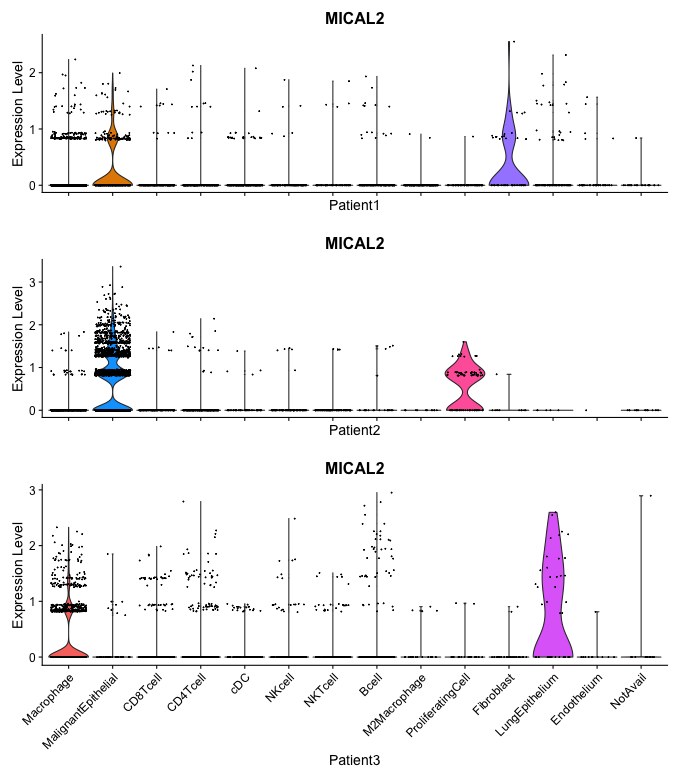 MICAL2
Expression Level
2
1
0
Patient1
MICAL2
Expression Level
3
2
1
0
Patient2
MICAL2
Expression Level
3
2
1
0
Macrophage
MalignantEpithelial
CD8Tcell
CD4Tcell
cDC
NKcell
NKTcell
Bcell
M2Macrophage
ProliferatingCell
Fibroblast
LungEpithelium
Endothelium
NotAvail
Patient3